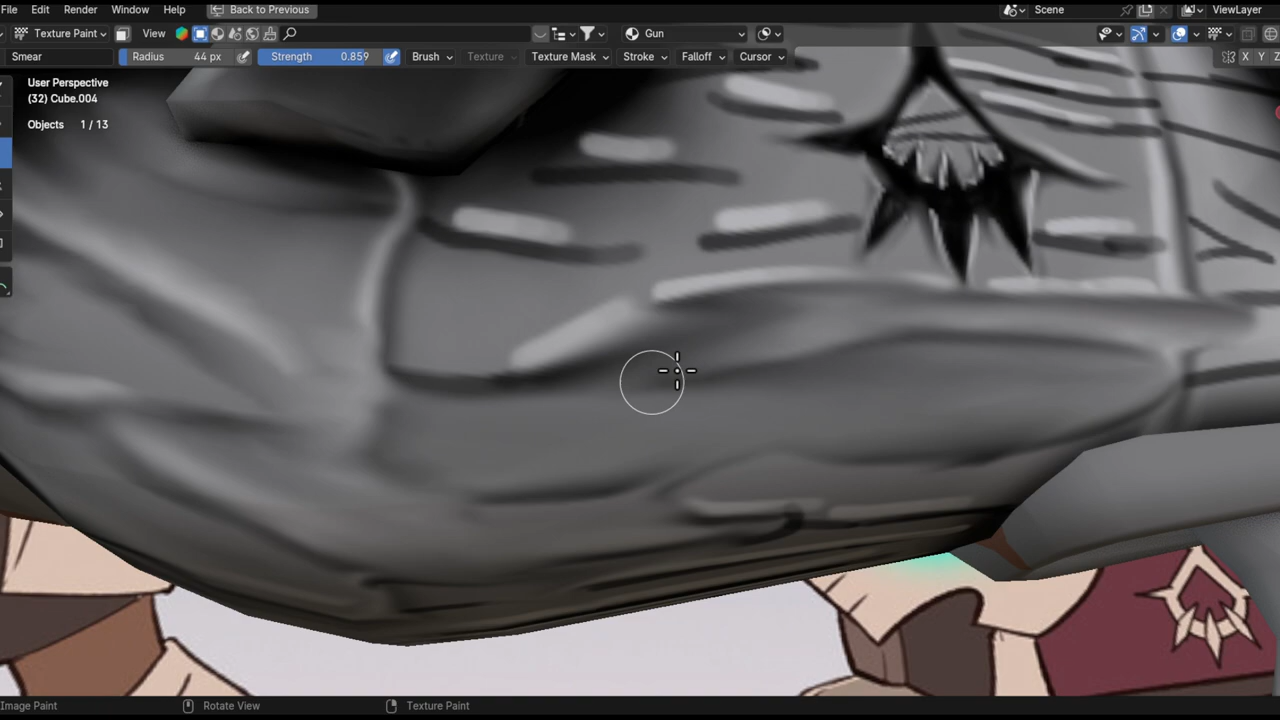 File Edit Render Window Help Back to Previous Scene ViewLayer
Texture Paint View Gun
Smear Radius 44 px Strength 0.859 Brush Texture Texture Mask Stroke Falloff Cursor X Y Z
User Perspective
(32) Cube.004
Objects 1 / 13
Image Paint Rotate View Texture Paint